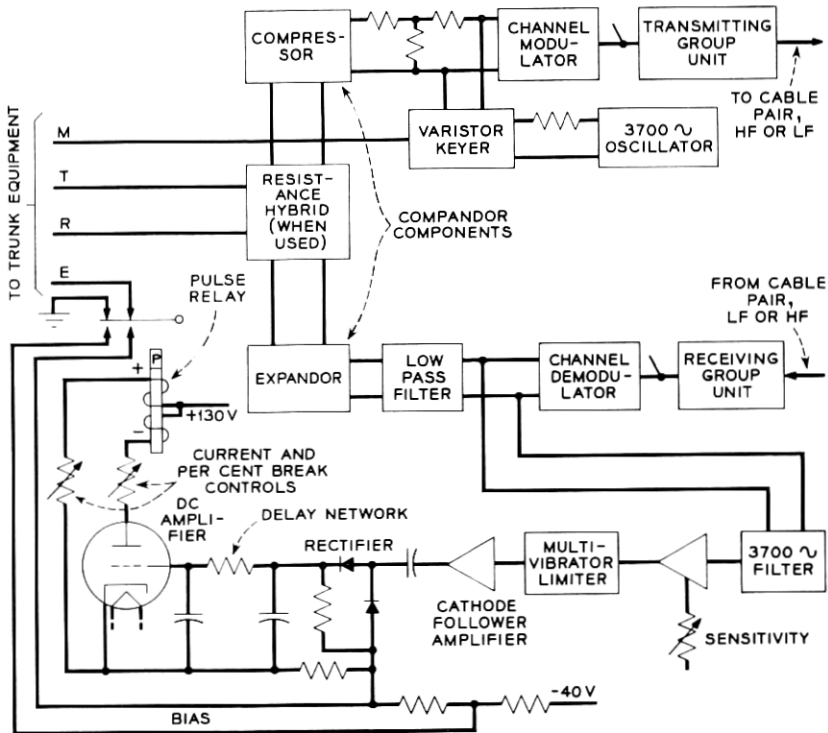 COMPRES-
SOR
CHANNEL
MODU-
LATOR
TRANSMITTING
GROUP
UNIT
TO CABLE
PAIR,
HF OR LF
TO TRUNK EQUIPMENT
M
VARISTOR
KEYER
3700 ∿
OSCILLATOR
T
R
RESIST-
ANCE
HYBRID
(WHEN
USED)
COMPANDOR
COMPONENTS
E
PULSE
RELAY
FROM CABLE
PAIR,
LF OR HF
EXPANDOR
LOW
PASS
FILTER
CHANNEL
DEMODU-
LATOR
RECEIVING
GROUP
UNIT
+
P
+130V
−
CURRENT AND
PER CENT BREAK
CONTROLS
DC
AMPLI-
FIER
DELAY NETWORK
RECTIFIER
CATHODE
FOLLOWER
AMPLIFIER
MULTI-
VIBRATOR
LIMITER
3700 ∿
FILTER
SENSITIVITY
BIAS
-40 V